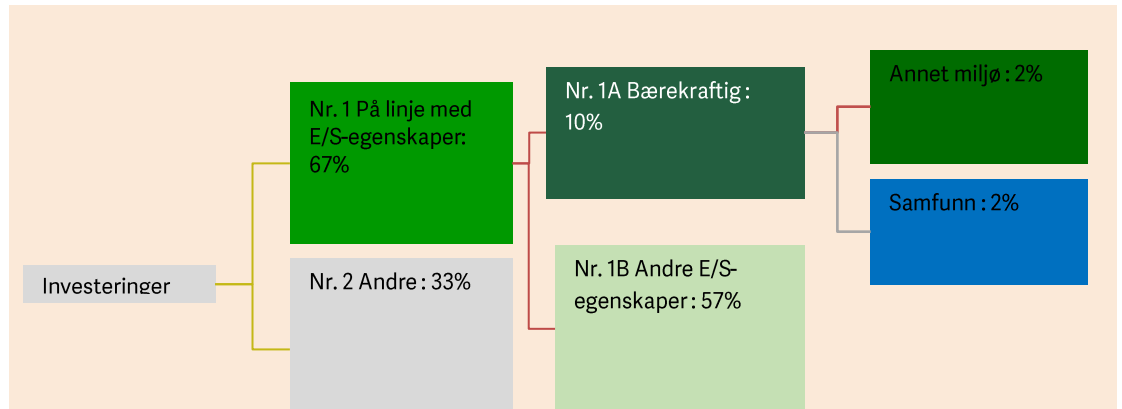 Investeringer
Nr. 1 På linje med
E/S-egenskaper:
67%
Nr. 2 Andre : 33%
Nr. 1A Bærekraftig :
10%
Nr. 1B Andre E/S-
egenskaper : 57%
Annet miljø : 2%
Samfunn : 2%